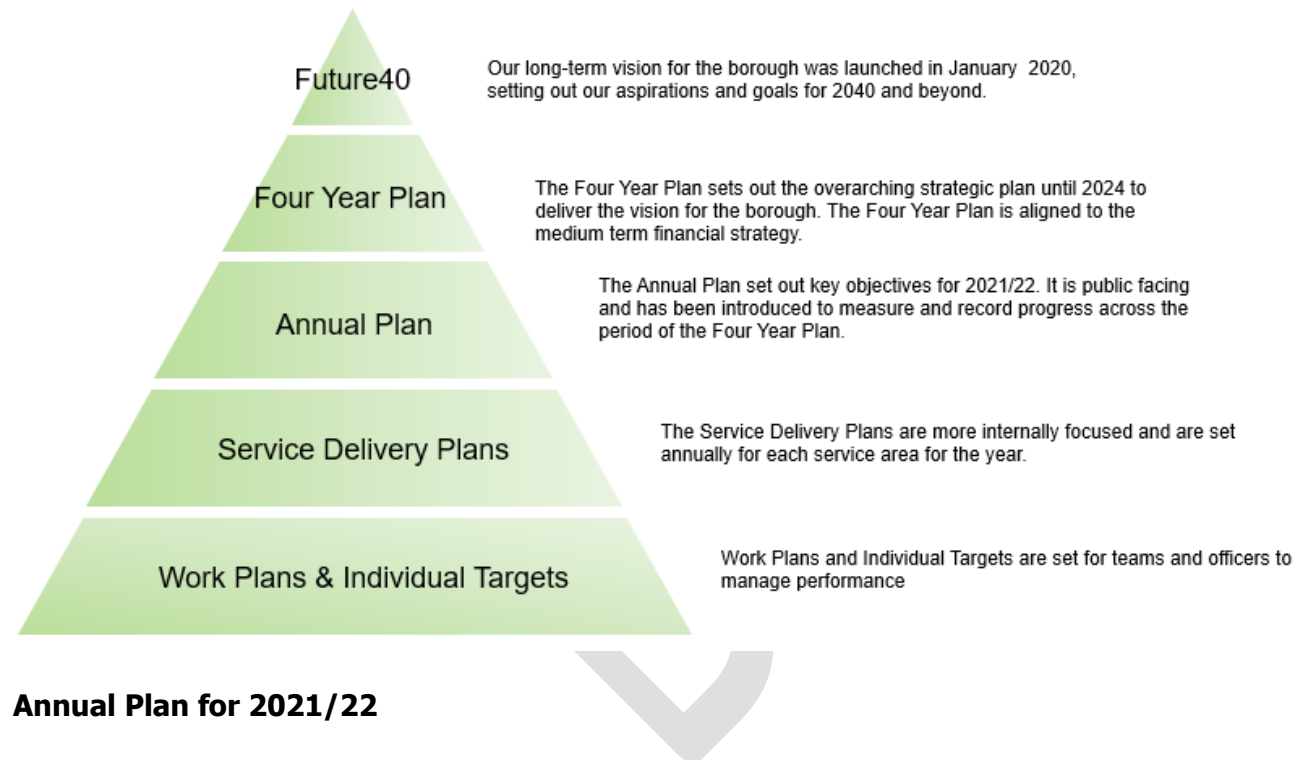 Future40
Our long-term vision for the borough was launched in January 2020,
setting out our aspirations and goals for 2040 and beyond.
Four Year Plan
The Four Year Plan sets out the overarching strategic plan until 2024 to
deliver the vision for the borough. The Four Year Plan is aligned to the
medium term financial strategy.
Annual Plan
The Annual Plan set out key objectives for 2021/22. It is public facing
and has been introduced to measure and record progress across the
period of the Four Year Plan.
Service Delivery Plans
The Service Delivery Plans are more internally focused and are set
annually for each service area for the year.
Work Plans & Individual Targets
Work Plans and Individual Targets are set for teams and officers to
manage performance
Annual Plan for 2021/22